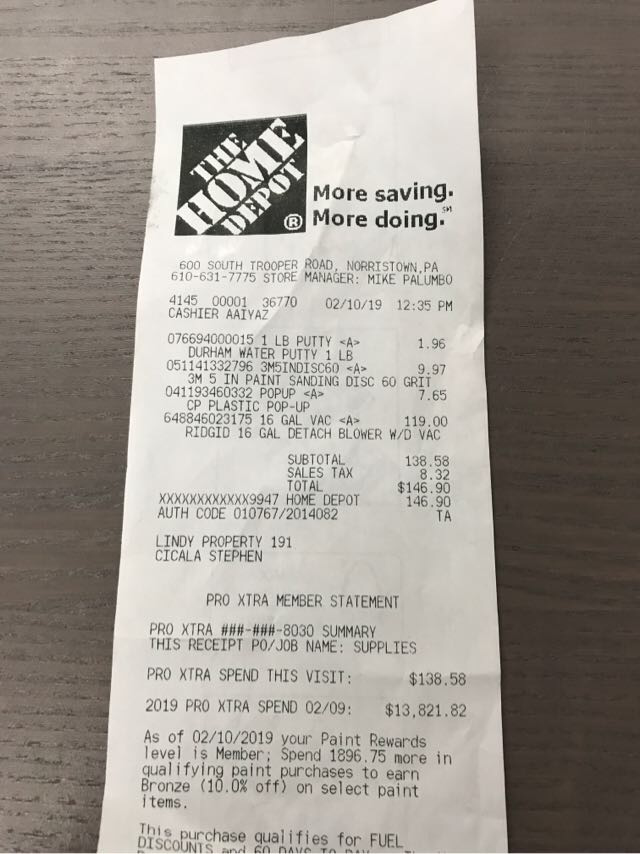 THE
HOME
DEPOT
®
More saving.
More doing.℠
600 SOUTH TROOPER ROAD, NORRISTOWN,PA
610-631-7775 STORE MANAGER: MIKE PALUMBO
4145 00001 36770 02/10/19 12:35 PM
CASHIER AAIYAZ
076694000015 1 LB PUTTY <A> 1.96
DURHAM WATER PUTTY 1 LB
051141332796 3M5INDISC60 <A> 9.97
3M 5 IN PAINT SANDING DISC 60 GRIT
041193460332 POPUP <A> 7.65
CP PLASTIC POP-UP
648846023175 16 GAL VAC <A> 119.00
RIDGID 16 GAL DETACH BLOWER W/D VAC
SUBTOTAL 138.58
SALES TAX 8.32
TOTAL $146.90
XXXXXXXXXXXX9947 HOME DEPOT 146.90
AUTH CODE 010767/2014082 TA
LINDY PROPERTY 191
CICALA STEPHEN
PRO XTRA MEMBER STATEMENT
PRO XTRA ###-###-8030 SUMMARY
THIS RECEIPT PO/JOB NAME: SUPPLIES
PRO XTRA SPEND THIS VISIT: $138.58
2019 PRO XTRA SPEND 02/09: $13,821.82
As of 02/10/2019 your Paint Rewards
level is Member; Spend 1896.75 more in
qualifying paint purchases to earn
Bronze (10.0% off) on select paint
items.
This purchase qualifies for FUEL
DISCOUNTS and 60 DAYS TO